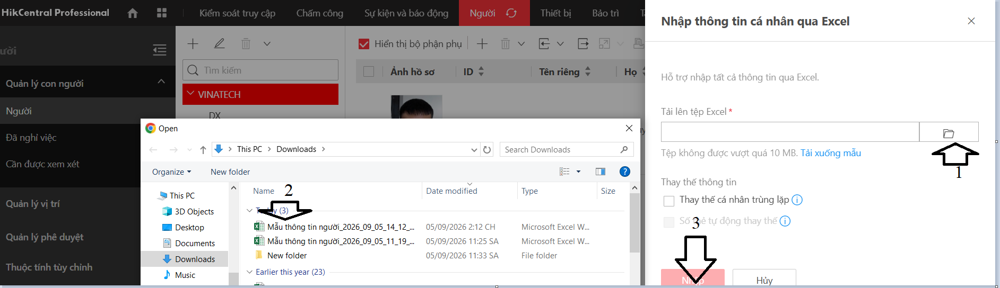 HikCentral Professional
Kiểm soát truy cập
Chấm công
Sự kiện và báo động
Người
Thiết bị
Bảo trì
Nhập thông tin cá nhân qua Excel
Hiển thị bộ phận phụ
Tìm kiếm
Ảnh hồ sơ
ID
Tên riêng
Họ
Quản lý con người
VINATECH
Người
DX
Đã nghỉ việc
Cần được xem xét
Quản lý vị trí
Quản lý phê duyệt
Thuộc tính tùy chỉnh
Open
This PC
Downloads
Search Downloads
Organize
New folder
Name
Date modified
Type
Size
2
(3)
Mẫu thông tin người_2026_09_05_14_12_...
05/09/2026 2:12 CH
Microsoft Excel W...
Mẫu thông tin người_2026_09_05_11_19_...
05/09/2026 11:25 SA
Microsoft Excel W...
New folder
05/09/2026 11:33 SA
File folder
Earlier this year (23)
This PC
3D Objects
Desktop
Documents
Downloads
Music
Hỗ trợ nhập tất cả thông tin qua Excel.
Tải lên tệp Excel *
Tệp không được vượt quá 10 MB. Tải xuống mẫu
1
Thay thế thông tin
Thay thế cá nhân trùng lặp
Số thẻ tự động thay thế
3
Hủy